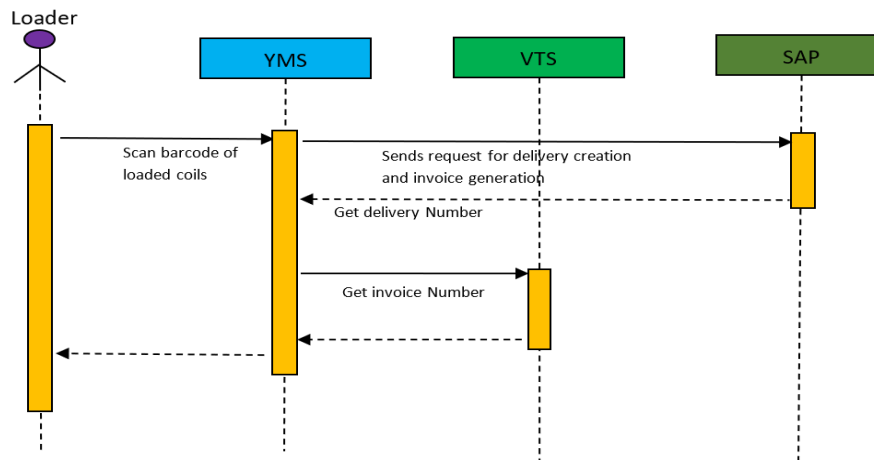 Loader
YMS
VTS
SAP
Scan barcode of
loaded coils
Sends request for delivery creation
and invoice generation
Get delivery Number
Get invoice Number